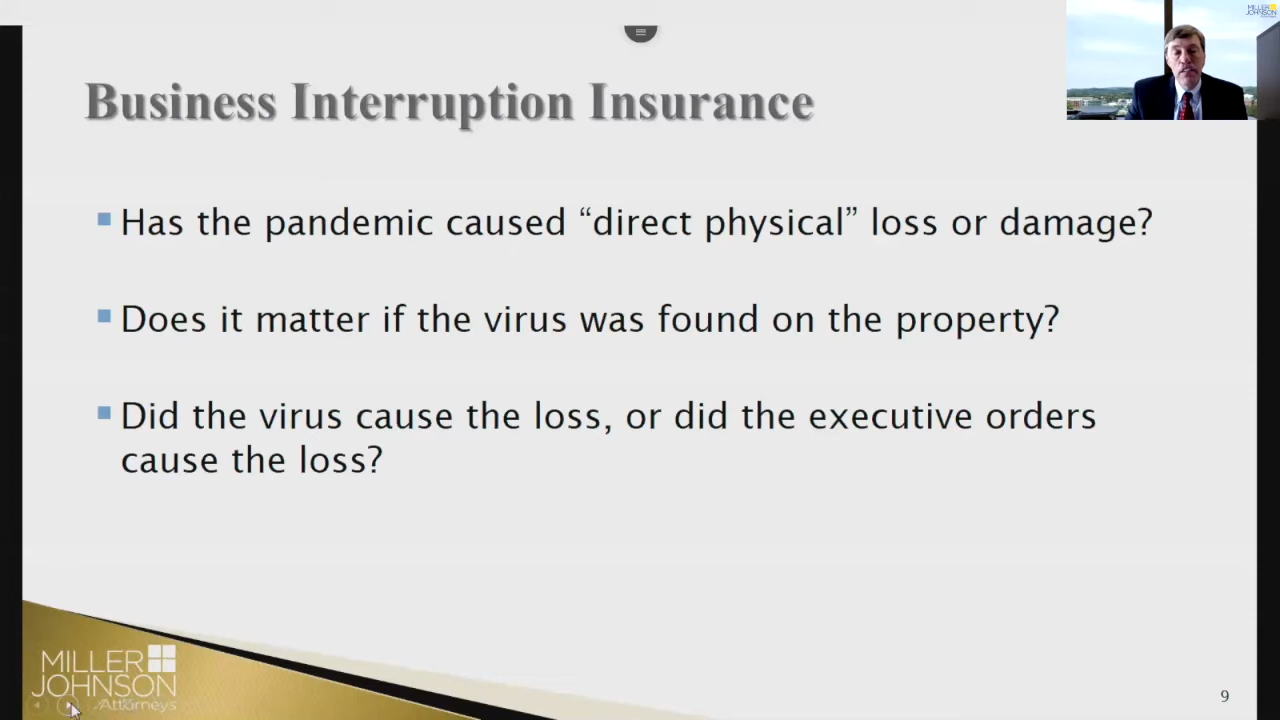 Business Interruption Insurance
MILLER
JOHNSON
Has the pandemic caused “direct physical” loss or damage?
Does it matter if the virus was found on the property?
Did the virus cause the loss, or did the executive orders
cause the loss?
MILLER
JOHNSON
Attorneys
9